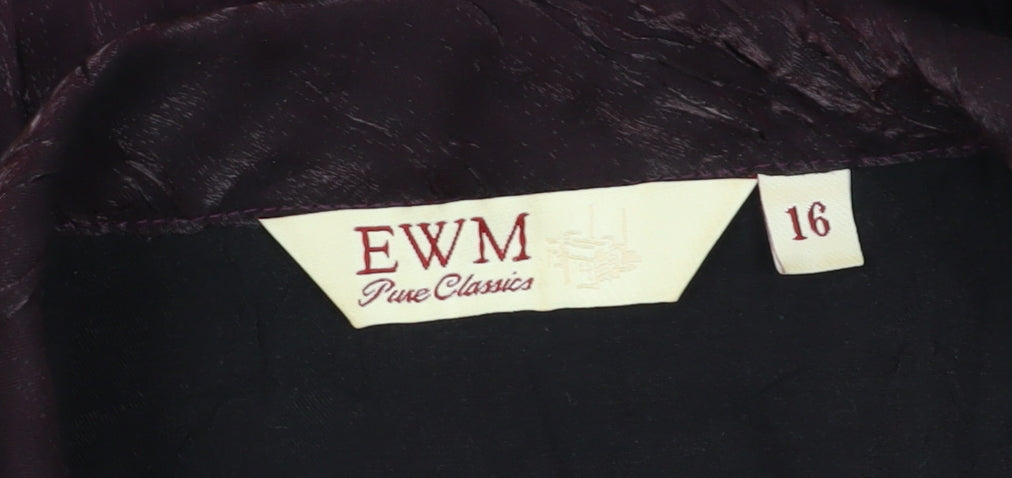 EWM
Pure Classics
16